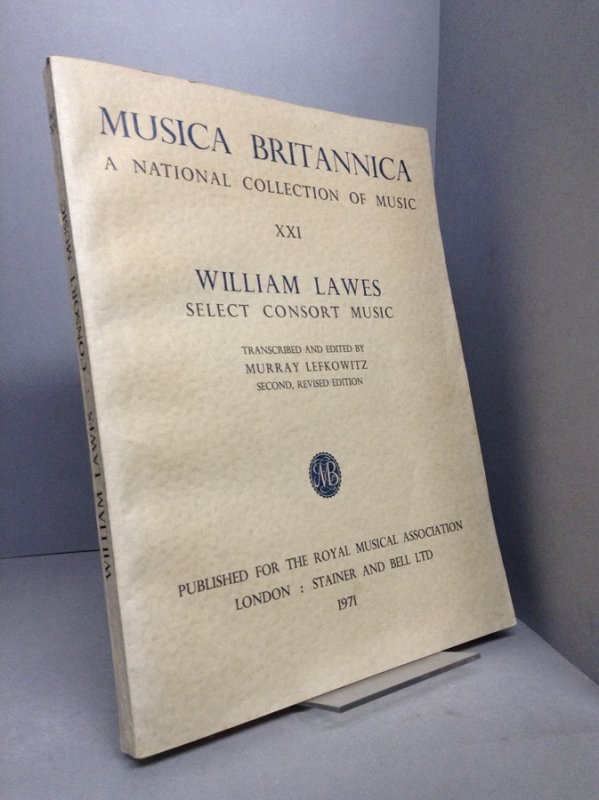 MUSICA BRITANNICA
A NATIONAL COLLECTION OF MUSIC
XXI
WILLIAM LAWES
SELECT CONSORT MUSIC
TRANSCRIBED AND EDITED BY
MURRAY LEFKOWITZ
SECOND, REVISED EDITION
MB
PUBLISHED FOR THE ROYAL MUSICAL ASSOCIATION
LONDON : STAINER AND BELL LTD
1971
WILLIAM LAWES : CONSORT MUSIC